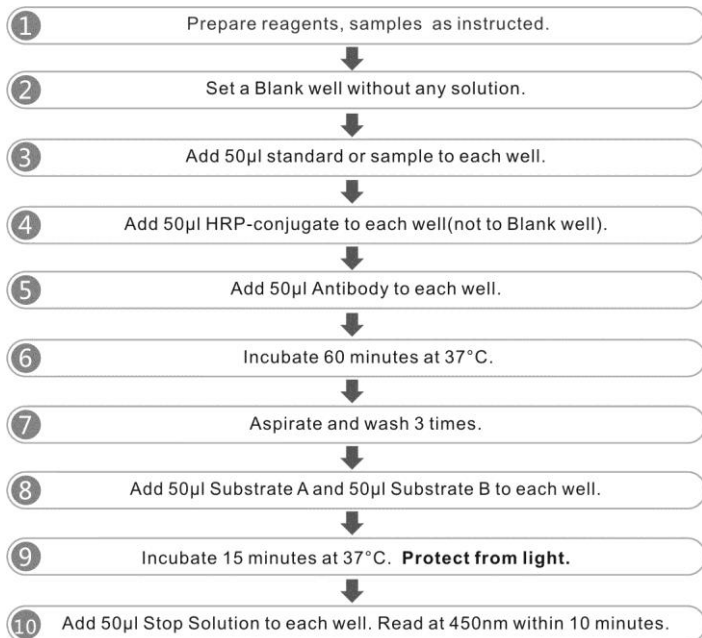 1 Prepare reagents, samples as instructed.
2 Set a Blank well without any solution.
3 Add 50μl standard or sample to each well.
4 Add 50μl HRP-conjugate to each well(not to Blank well).
5 Add 50μl Antibody to each well.
6 Incubate 60 minutes at 37°C.
7 Aspirate and wash 3 times.
8 Add 50μl Substrate A and 50μl Substrate B to each well.
9 Incubate 15 minutes at 37°C. Protect from light.
10 Add 50μl Stop Solution to each well. Read at 450nm within 10 minutes.